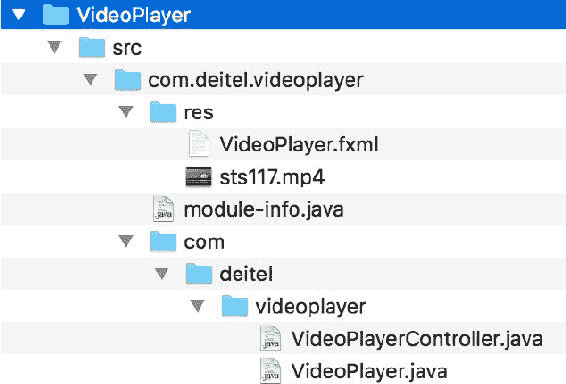 VideoPlayer
src
com.deitel.videoplayer
res
VideoPlayer.fxml
sts117.mp4
module-info.java
com
deitel
videoplayer
VideoPlayerController.java
VideoPlayer.java